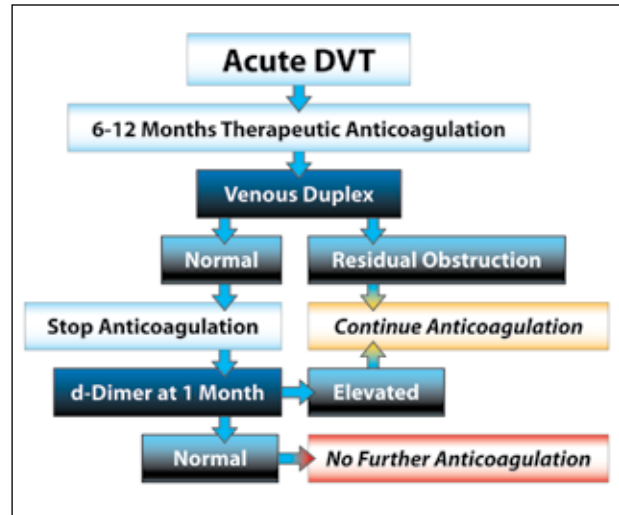 Acute DVT
6-12 Months Therapeutic Anticoagulation
Venous Duplex
Normal
Residual Obstruction
Stop Anticoagulation
Continue Anticoagulation
d-Dimer at 1 Month
Elevated
Normal
No Further Anticoagulation